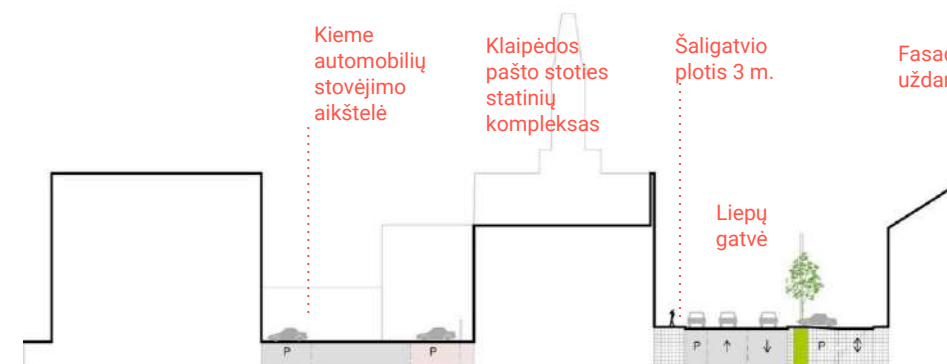 Kieme
automobilių
stovėjimo
aikštelė
Klaipėdos
pašto stoties
statinių
kompleksas
Šaligatvio
plotis 3 m.
Liepų
gatvė
P
P
P
P